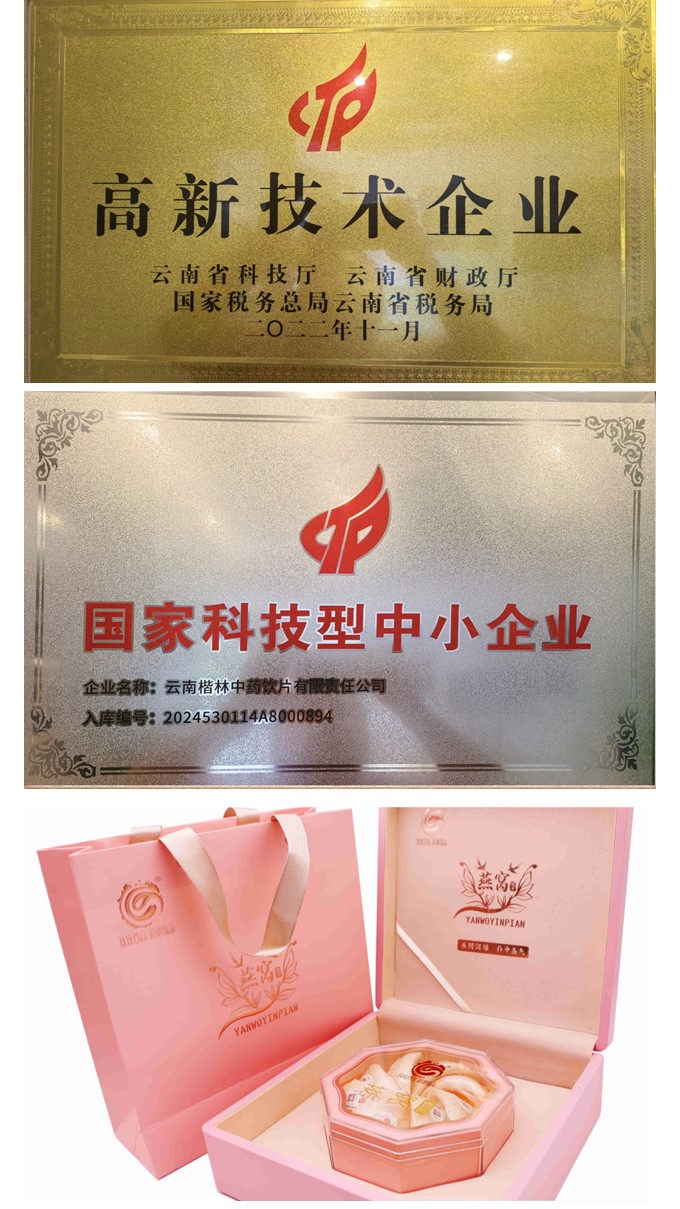 高新技术企业
云南省科技厅 云南省财政厅
国家税务总局云南省税务局
二〇二二年十一月
国家科技型中小企业
企业名称：云南楷林中药饮片有限责任公司
入库编号：2024530114A8000894
燕窝
YANWOYINPIAN
燕窝
YANWOYINPIAN